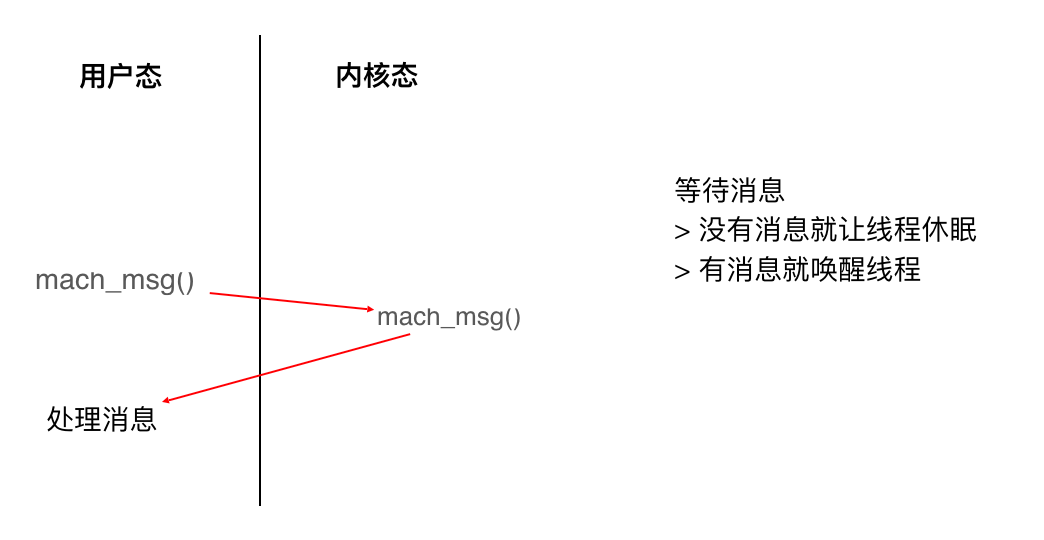 用户态
内核态
等待消息
> 没有消息就让线程休眠
> 有消息就唤醒线程
mach_msg()
mach_msg()
处理消息